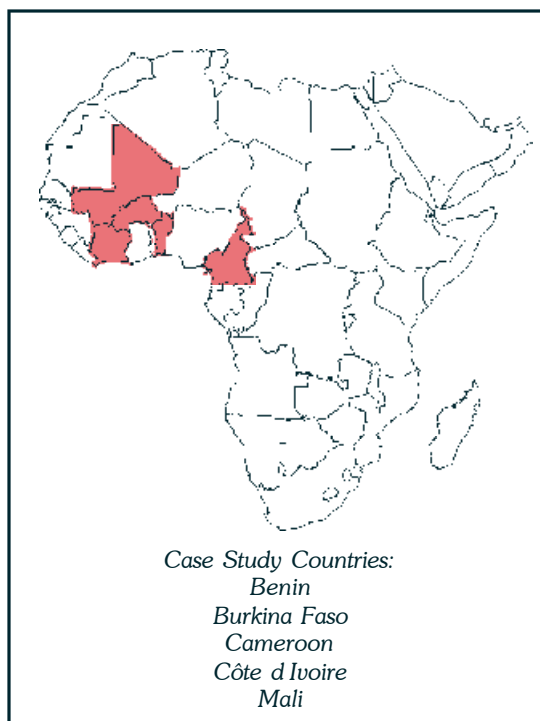 Case Study Countries:
Benin
Burkina Faso
Cameroon
Côte d Ivoire
Mali